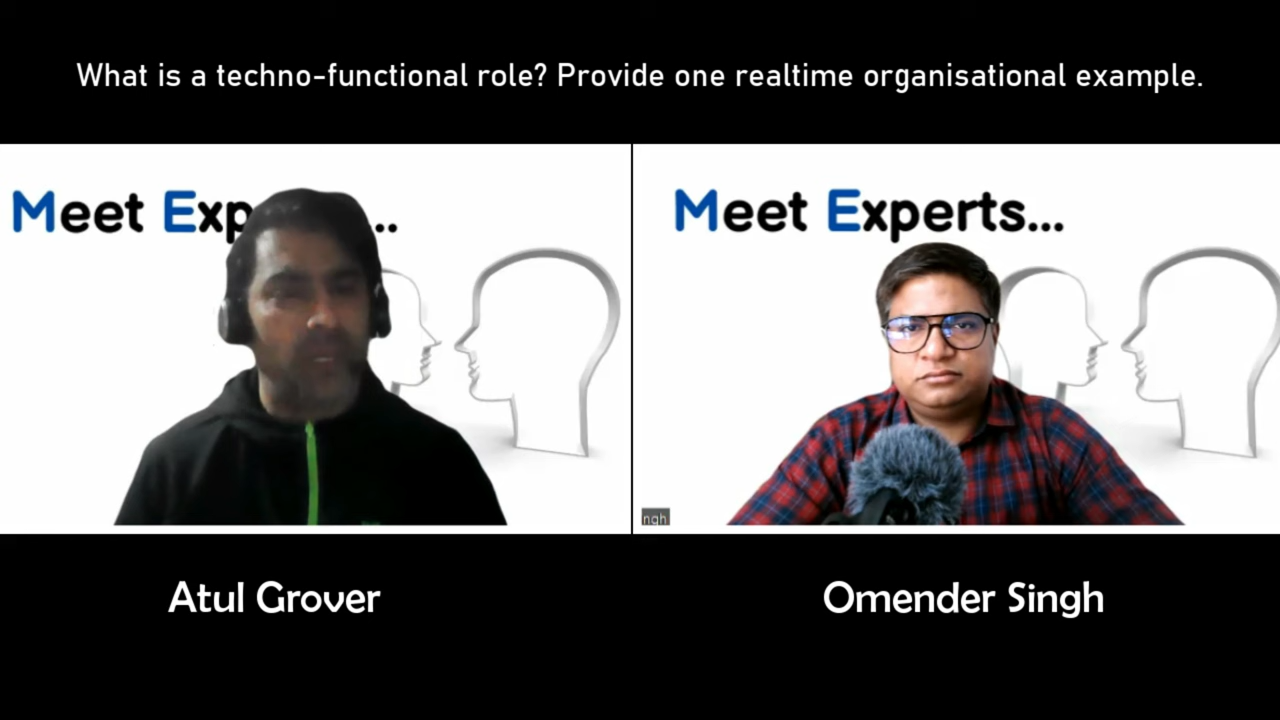 What is a techno-functional role? Provide one realtime organisational example.
Meet Exp...
Meet Experts...
ngh
Atul Grover
Omender Singh